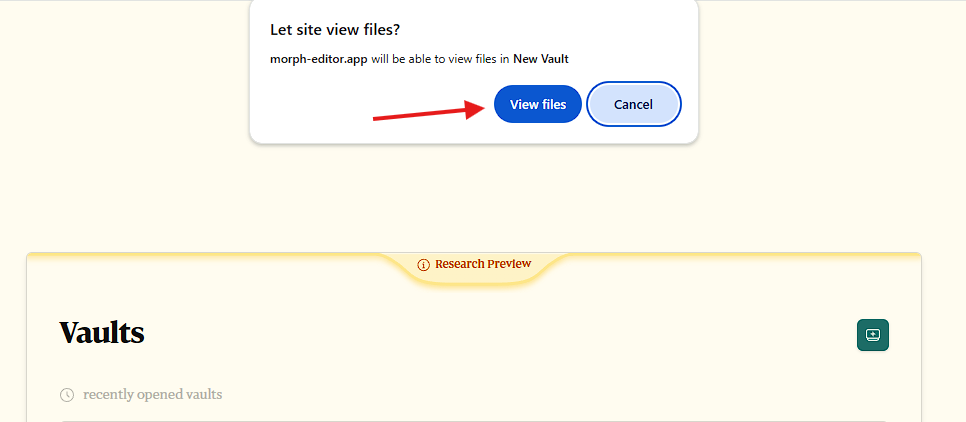 Let site view files?
morph-editor.app will be able to view files in New Vault
View files
Cancel
Research Preview
Vaults
recently opened vaults